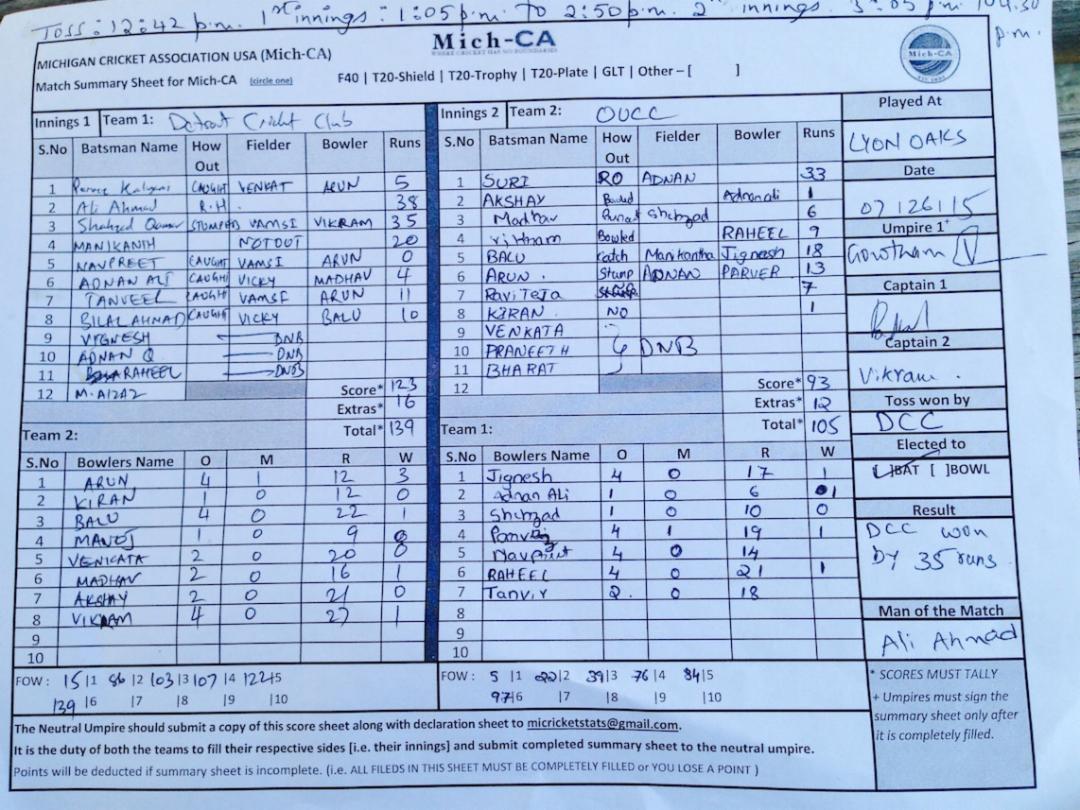 Toss: 12:42 p.m. 1st innings: 1:05 p.m. To 2:50 p.m. 2nd innings. 3:05 p.m. to 4.30 p.m.
MICHIGAN CRICKET ASSOCIATION USA (Mich-CA)
Mich-CA
WHERE CRICKET HAS NO BOUNDARIES
Mich-CA
Match Summary Sheet for Mich-CA (circle one) F40 | T20-Shield | T20-Trophy | T20-Plate | GLT | Other – [ ]
Innings 1 Team 1: Detroit Cricket Club
S.No Batsman Name How Out Fielder Bowler Runs
1 Kalyani CAUGHT VENKAT ARUN 5
2 Ali Ahmad R.H. 38
3 Shahzad Qamar STUMPED VAMSI VIKRAM 35
4 MANIKANTH NOTOUT 20
5 NAVPREET CAUGHT VAMSI ARUN 0
6 ADNAN ALI CAUGHT VICKY MADHAV 4
7 TANVEEL CAUGHT VAMSI ARUN 11
8 BILAL AHMAD CAUGHT VICKY BALU 10
9 VIGNESH DNB
10 ADNAN Q DNB
11 RAHEEL DNB
12 M.AIZAZ
Score* 123
Extras* 16
Total* 139
Team 2:
S.No Bowlers Name O M R W
1 ARUN 4 1 12 3
2 KIRAN 1 0 12 0
3 BALU 4 0 22 1
4 MANOJ 1 0 9 0
5 VENKATA 2 0 20 0
6 MADHAV 2 0 16 1
7 AKSHAY 2 0 21 0
8 VIKRAM 4 0 27 1
9
10
FOW: 15|1 86|2 103|3 107|4 122|5
139|6 |7 |8 |9 |10
Innings 2 Team 2: OUCC
S.No Batsman Name How Out Fielder Bowler Runs
1 SURI RO ADNAN 33
2 AKSHAY Bowled Adnan ali 1
3 Madhav Runout Shehzad 6
4 Vikram Bowled RAHEEL 9
5 BALU Catch Manikantha Jignesh 18
6 ARUN. Stump ADNAN PARVER 13
7 Ravi Teja 7
8 KIRAN NO 1
9 VENKATA
10 PRANEETH DNB
11 BHARAT
12
Score* 93
Extras* 12
Total* 105
Team 1:
S.No Bowlers Name O M R W
1 Jignesh 4 0 17 1
2 Adnan Ali 1 0 6 1
3 Shehzad 1 0 10 0
4 4 1 19 1
5 4 0 14
6 RAHEEL 4 0 21 1
7 Tanvir 2. 0 18
8
9
10
FOW: 5|1 |2 39|3 76|4 84|5
97|6 |7 |8 |9 |10
Played At
LYON OAKS
Date
07/26/15
Umpire 1+
Gowtham
Captain 1
Captain 2
Vikram.
Toss won by
DCC
Elected to
[ ]BAT [ ]BOWL
Result
DCC won
by 35 runs.
Man of the Match
Ali Ahmad
* SCORES MUST TALLY
+ Umpires must sign the
summary sheet only after
it is completely filled.
The Neutral Umpire should submit a copy of this score sheet along with declaration sheet to micricketstats@gmail.com.
It is the duty of both the teams to fill their respective sides [i.e. their innings] and submit completed summary sheet to the neutral umpire.
Points will be deducted if summary sheet is incomplete. (i.e. ALL FILEDS IN THIS SHEET MUST BE COMPLETELY FILLED or YOU LOSE A POINT )